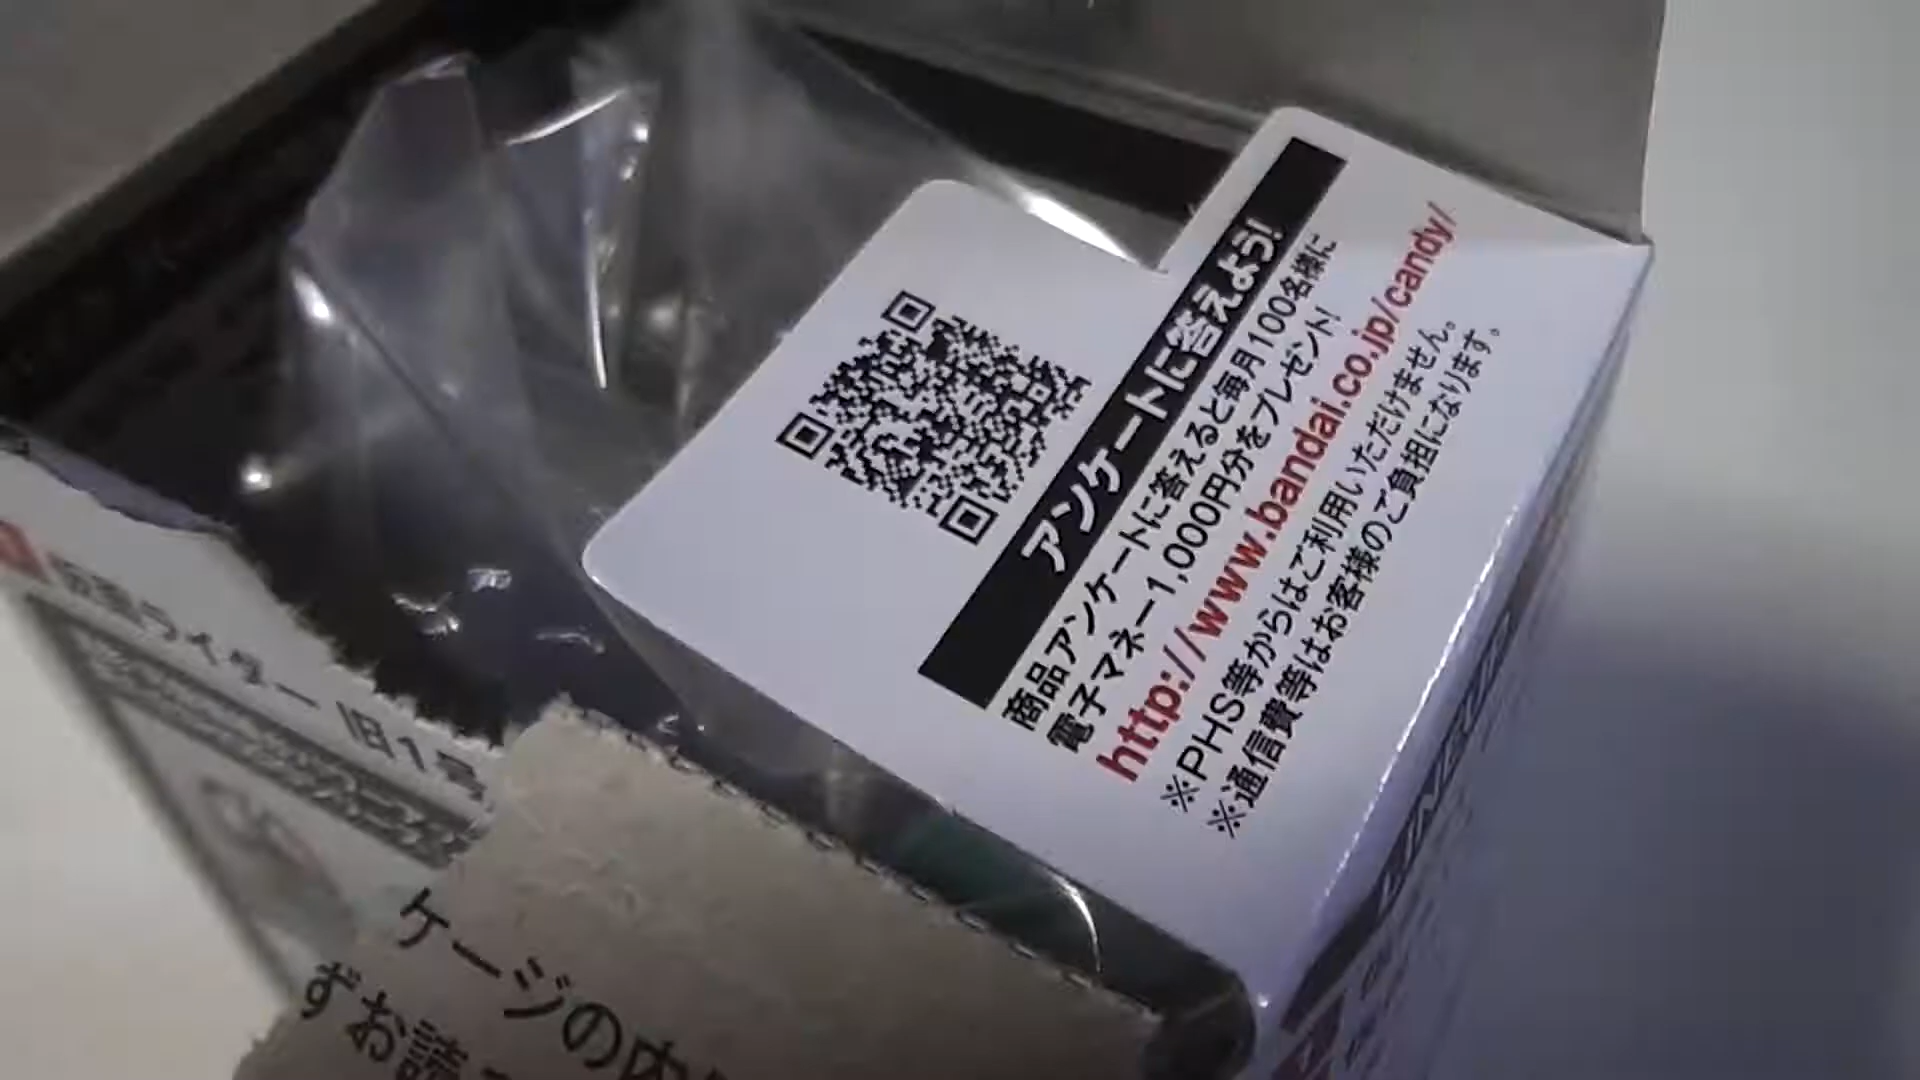 アンケートに答えよう!
商品アンケートに答えると毎月100名様に
電子マネー1,000円分をプレゼント!
http://www.bandai.co.jp/candy/
※PHS等からはご利用いただけません。
※通信費等はお客様のご負担になります。
旧1号
ケージの内
ずお読